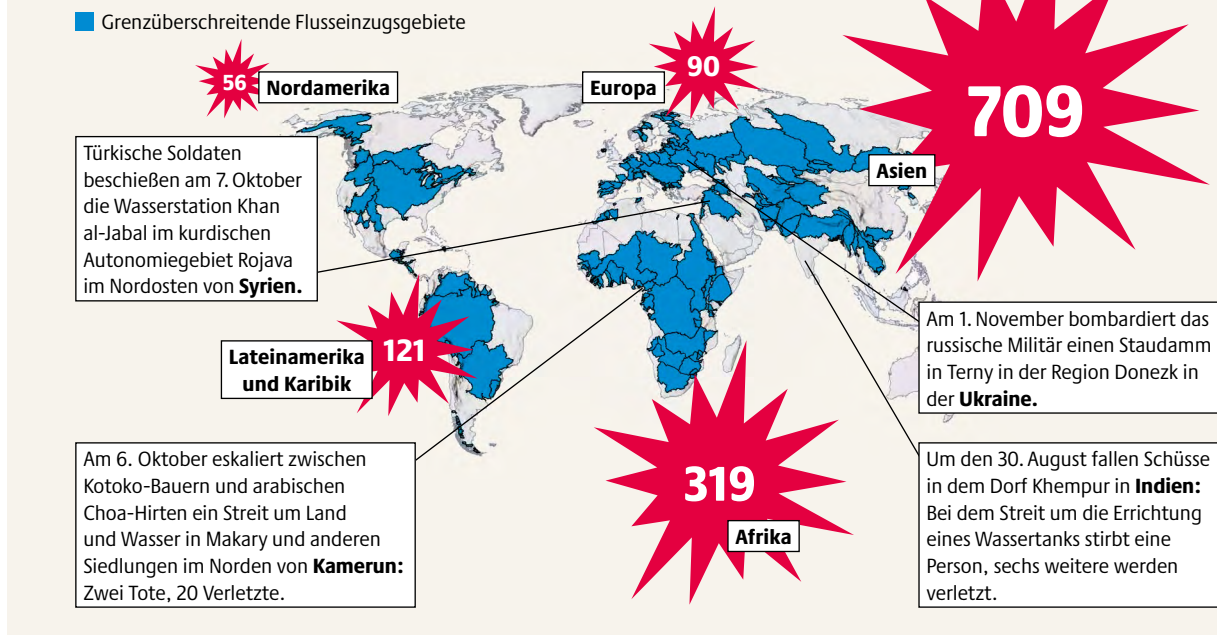 Grenzüberschreitende Flusseinzugsgebiete
56
Nordamerika
Europa
90
709
Asien
Türkische Soldaten
beschießen am 7. Oktober
die Wasserstation Khan
al-Jabal im kurdischen
Autonomiegebiet Rojava
im Nordosten von Syrien.
Lateinamerika
und Karibik
121
Am 1. November bombardiert das
russische Militär einen Staudamm
in Terny in der Region Donezk in
der Ukraine.
Am 6. Oktober eskaliert zwischen
Kotoko-Bauern und arabischen
Choa-Hirten ein Streit um Land
und Wasser in Makary und anderen
Siedlungen im Norden von Kamerun:
Zwei Tote, 20 Verletzte.
319
Afrika
Um den 30. August fallen Schüsse
in dem Dorf Khempur in Indien:
Bei dem Streit um die Errichtung
eines Wassertanks stirbt eine
Person, sechs weitere werden
verletzt.